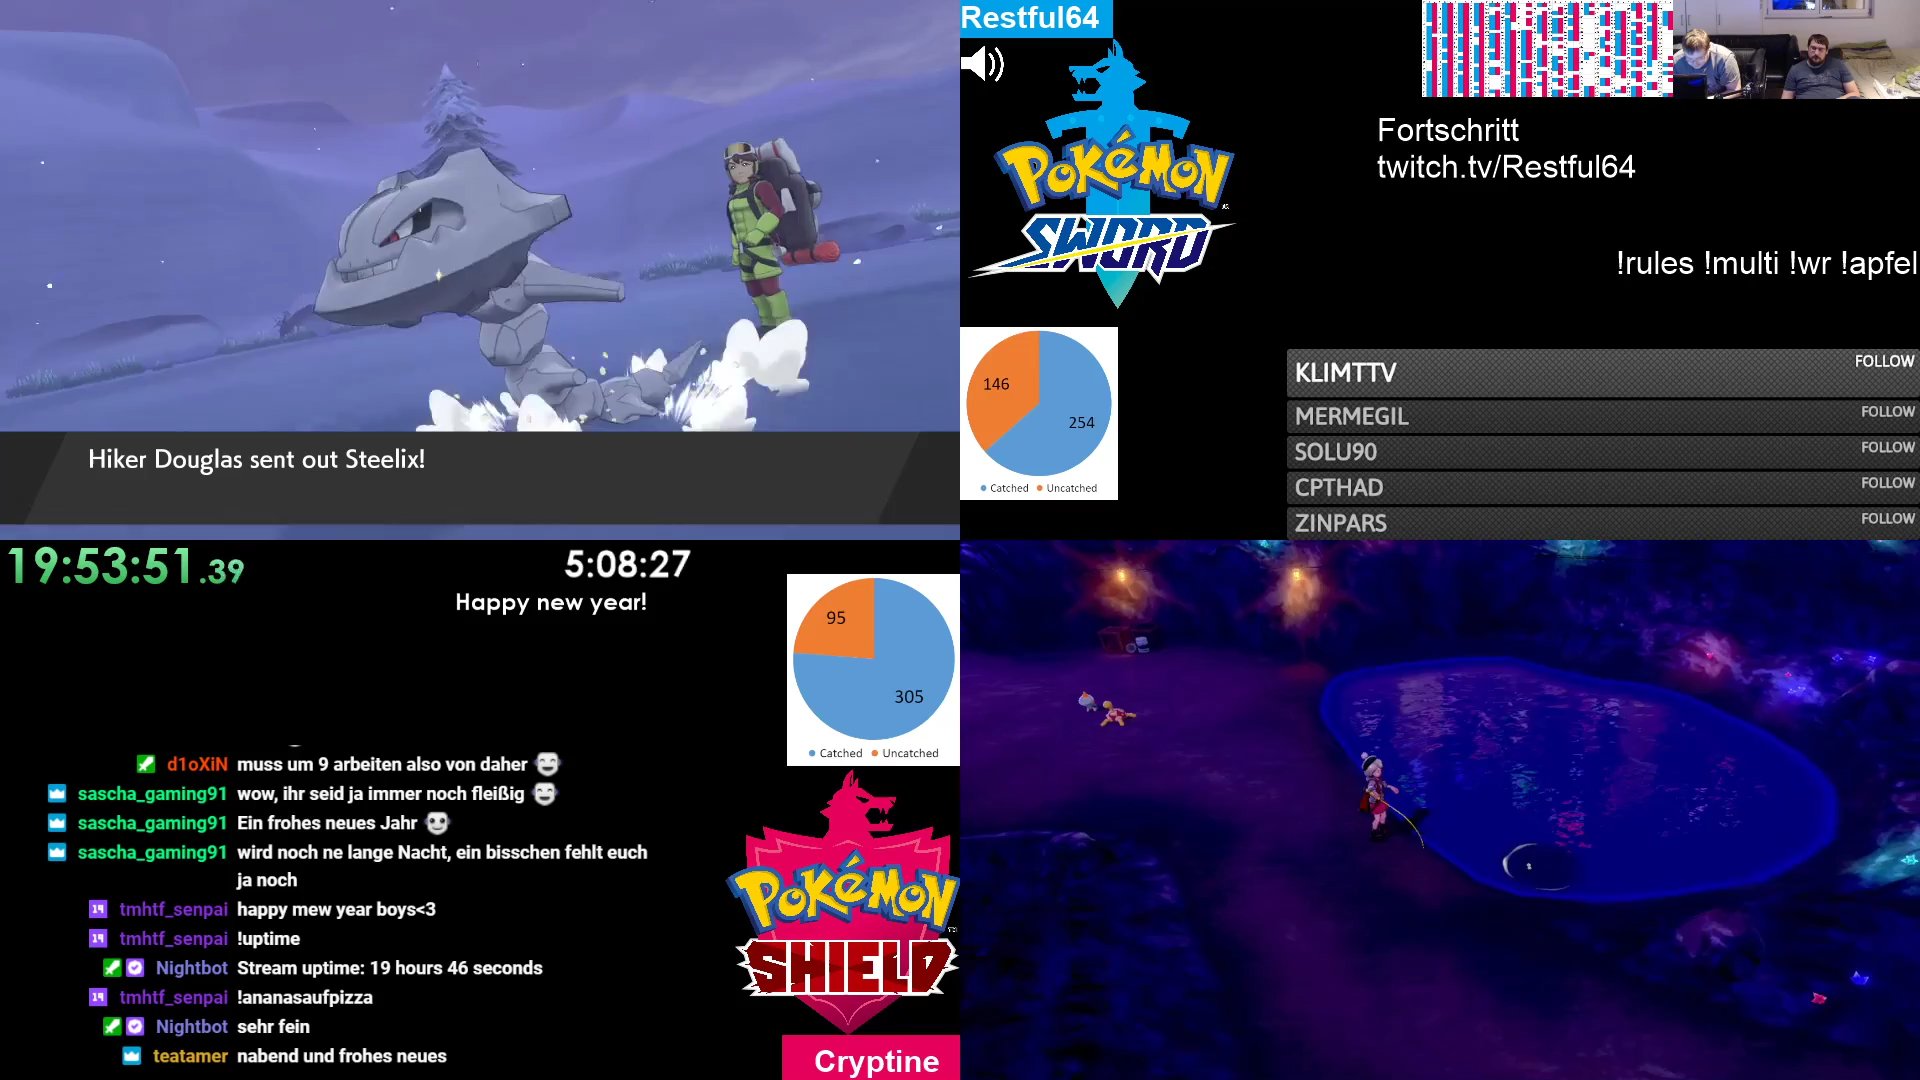 Restful64
POKÉMON
SWORD
Fortschritt
twitch.tv/Restful64
!rules !multi !wr !apfel
146
254
Catched Uncatched
KLIMTTV FOLLOW
MERMEGIL FOLLOW
SOLU90 FOLLOW
CPTHAD FOLLOW
ZINPARS FOLLOW
Hiker Douglas sent out Steelix!
19:53:51.39
5:08:27
Happy new year!
95
305
Catched Uncatched
d1oXiN muss um 9 arbeiten also von daher
sascha_gaming91 wow, ihr seid ja immer noch fleißig
sascha_gaming91 Ein frohes neues Jahr
sascha_gaming91 wird noch ne lange Nacht, ein bisschen fehlt euch
ja noch
19 tmhtf_senpai happy mew year boys<3
19 tmhtf_senpai !uptime
Nightbot Stream uptime: 19 hours 46 seconds
19 tmhtf_senpai !ananasaufpizza
Nightbot sehr fein
teatamer nabend und frohes neues
POKÉMON
SHIELD
Cryptine